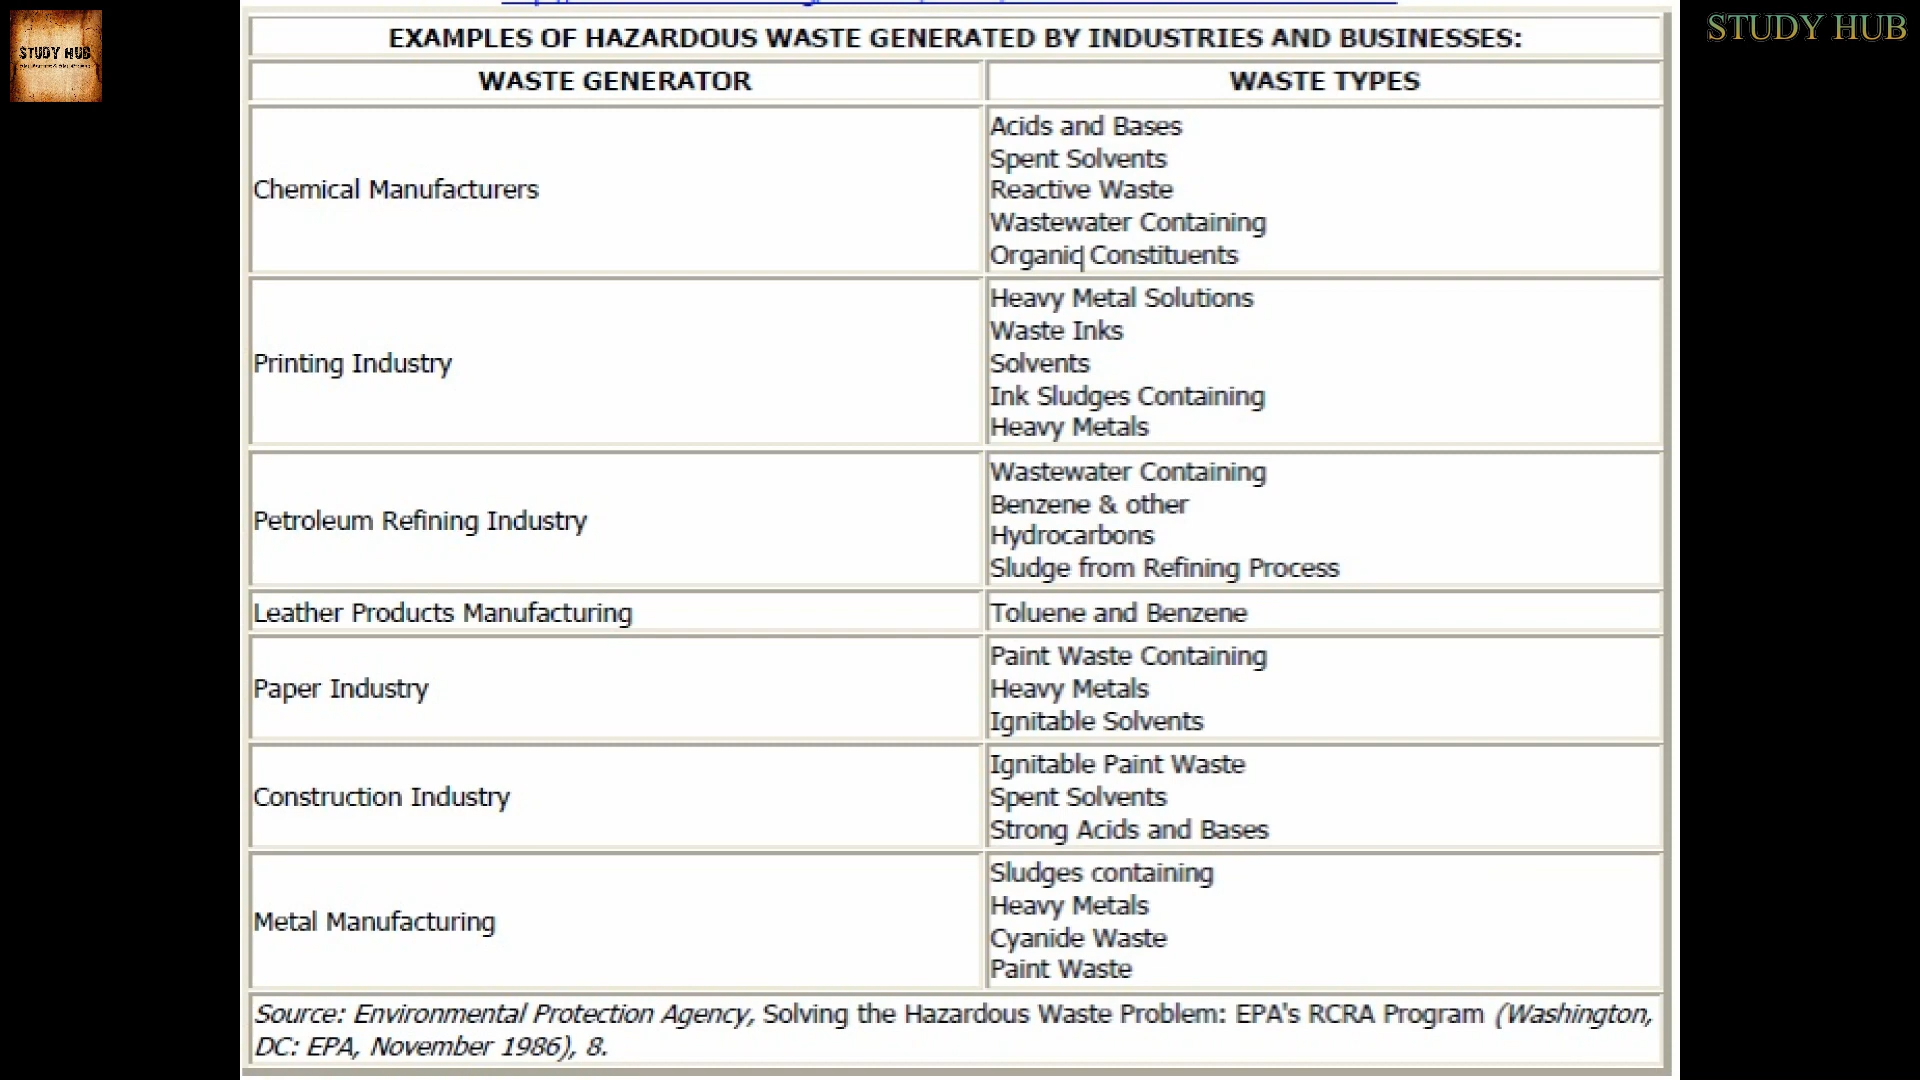 STUDY HUB
STUDY HUB
EXAMPLES OF HAZARDOUS WASTE GENERATED BY INDUSTRIES AND BUSINESSES:
WASTE GENERATOR
WASTE TYPES
Chemical Manufacturers
Acids and Bases
Spent Solvents
Reactive Waste
Wastewater Containing
Organic Constituents
Printing Industry
Heavy Metal Solutions
Waste Inks
Solvents
Ink Sludges Containing
Heavy Metals
Petroleum Refining Industry
Wastewater Containing
Benzene & other
Hydrocarbons
Sludge from Refining Process
Leather Products Manufacturing
Toluene and Benzene
Paper Industry
Paint Waste Containing
Heavy Metals
Ignitable Solvents
Construction Industry
Ignitable Paint Waste
Spent Solvents
Strong Acids and Bases
Metal Manufacturing
Sludges containing
Heavy Metals
Cyanide Waste
Paint Waste
Source: Environmental Protection Agency, Solving the Hazardous Waste Problem: EPA's RCRA Program (Washington,
DC: EPA, November 1986), 8.